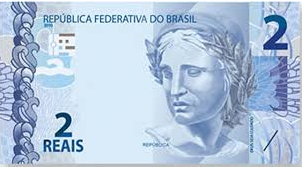 REPÚBLICA FEDERATIVA DO BRASIL
2
2
REAIS
REPÚBLICA